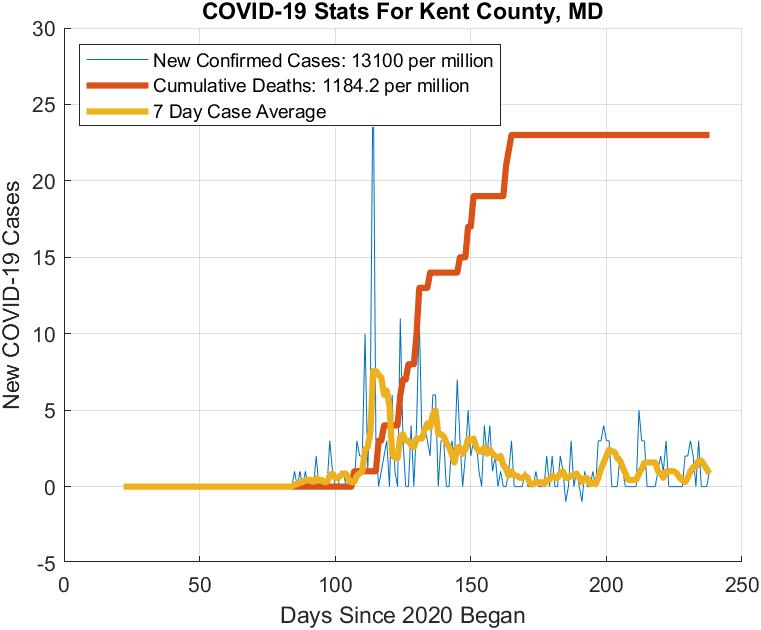 COVID-19 Stats For Kent County, MD
30
25
20
15
10
5
0
-5
New COVID-19 Cases
New Confirmed Cases: 13100 per million
Cumulative Deaths: 1184.2 per million
7 Day Case Average
0 50 100 150 200 250
Days Since 2020 Began